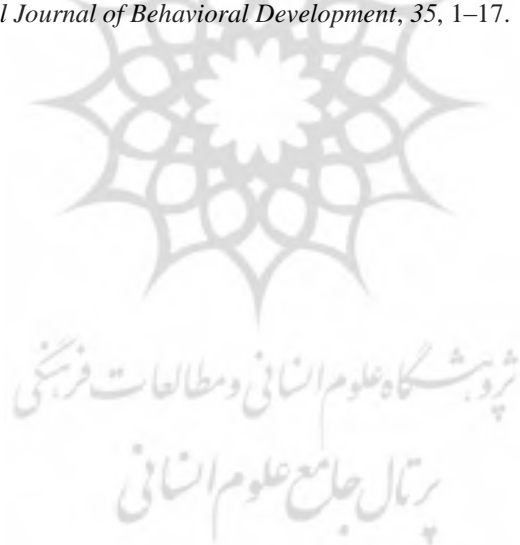 l Journal of Behavioral Development, 35, 1–17.
پژوهشگاه علوم انسانی و مطالعات فرهنگی
پرتال جامع علوم انسانی